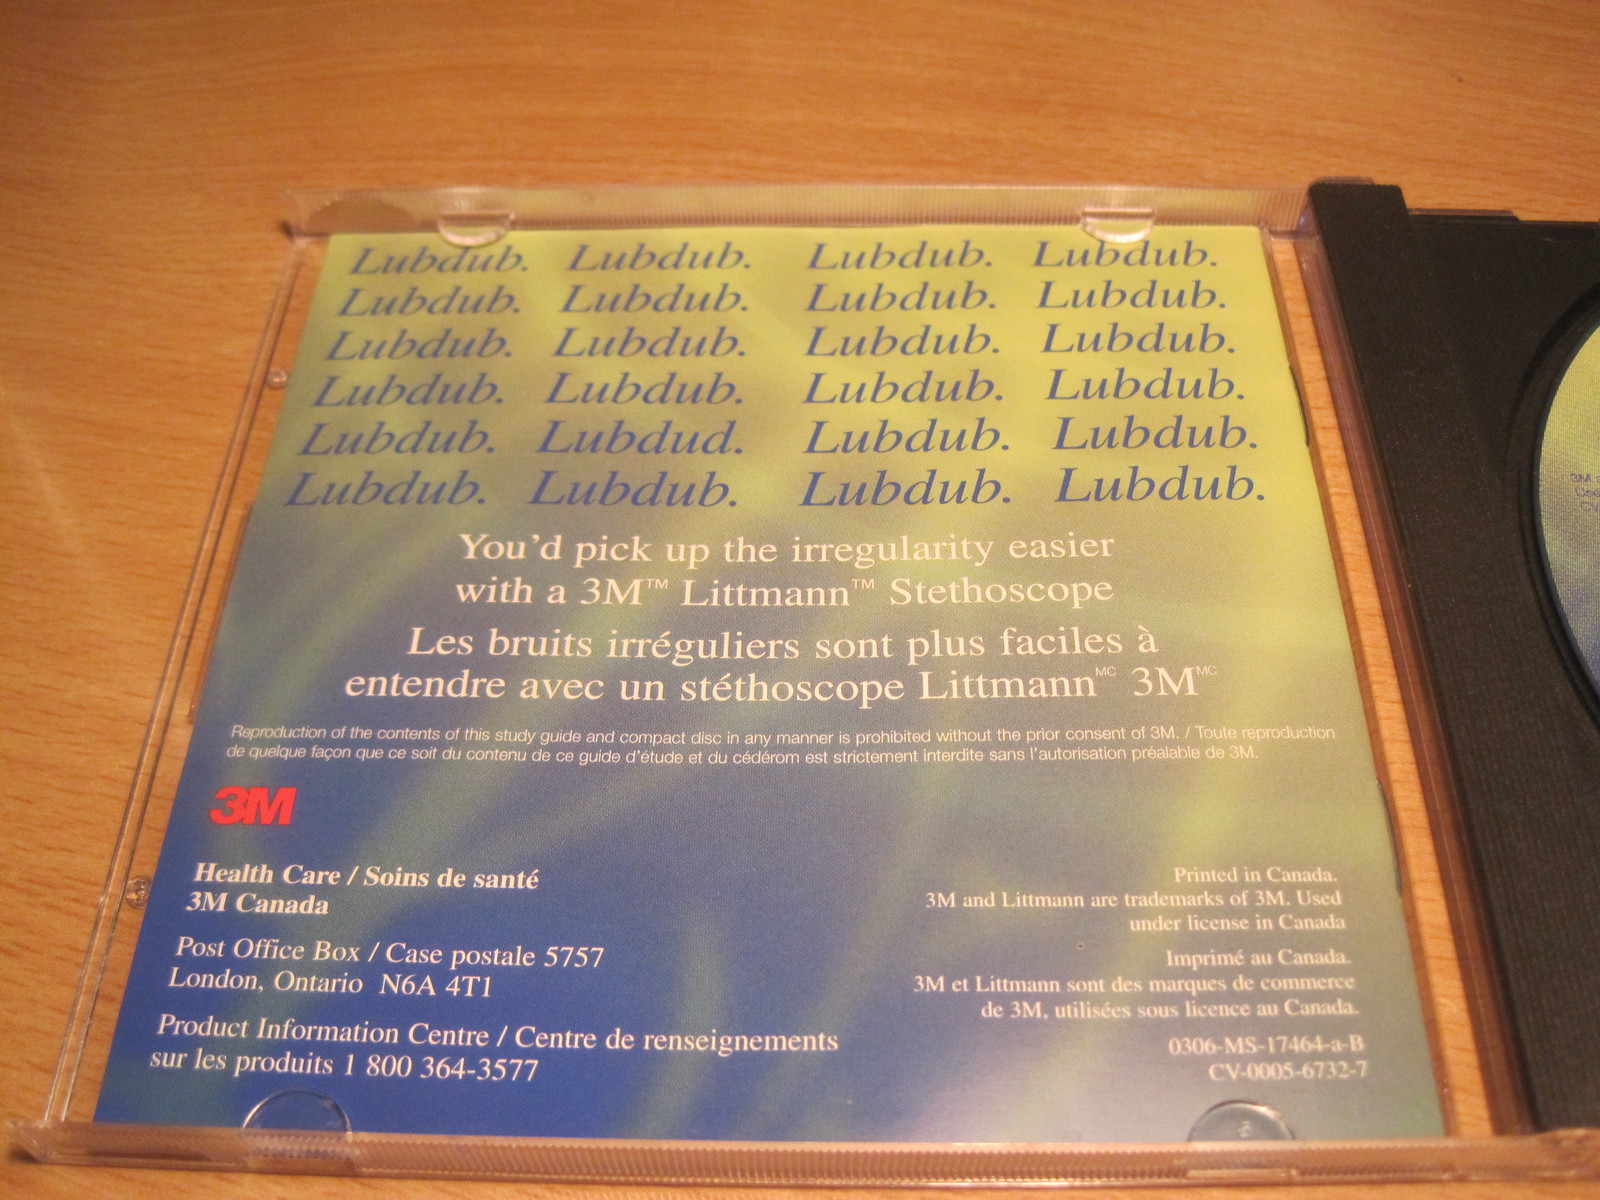 Lubdub. Lubdub. Lubdub. Lubdub.
Lubdub. Lubdub. Lubdub. Lubdub.
Lubdub. Lubdub. Lubdub. Lubdub.
Lubdub. Lubdub. Lubdub. Lubdub.
Lubdub. Lubdud. Lubdub. Lubdub.
Lubdub. Lubdub. Lubdub. Lubdub.
You'd pick up the irregularity easier
with a 3M™ Littmann™ Stethoscope
Les bruits irréguliers sont plus faciles à
entendre avec un stéthoscope Littmann MC 3M MC
Reproduction of the contents of this study guide and compact disc in any manner is prohibited without the prior consent of 3M. / Toute reproduction
de quelque façon que ce soit du contenu de ce guide d'étude et du cédérom est strictement interdite sans l'autorisation préalable de 3M.
3M
Health Care / Soins de santé
3M Canada
Post Office Box / Case postale 5757
London, Ontario N6A 4T1
Product Information Centre / Centre de renseignements
sur les produits 1 800 364-3577
Printed in Canada.
3M and Littmann are trademarks of 3M. Used
under license in Canada
Imprimé au Canada.
3M et Littmann sont des marques de commerce
de 3M, utilisées sous licence au Canada.
0306-MS-17464-a-B
CV-0005-6732-7
3M
CV